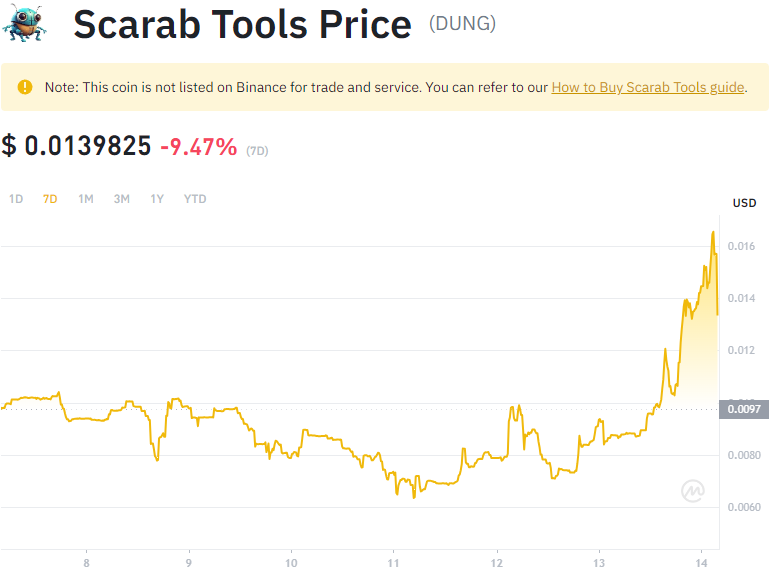 Scarab Tools Price (DUNG)
Note: This coin is not listed on Binance for trade and service. You can refer to our How to Buy Scarab Tools guide.
$ 0.0139825 -9.47% (7D)
1D 7D 1M 3M 1Y YTD
USD
0.016
0.014
0.012
0.0097
0.0080
0.0060
8 9 10 11 12 13 14